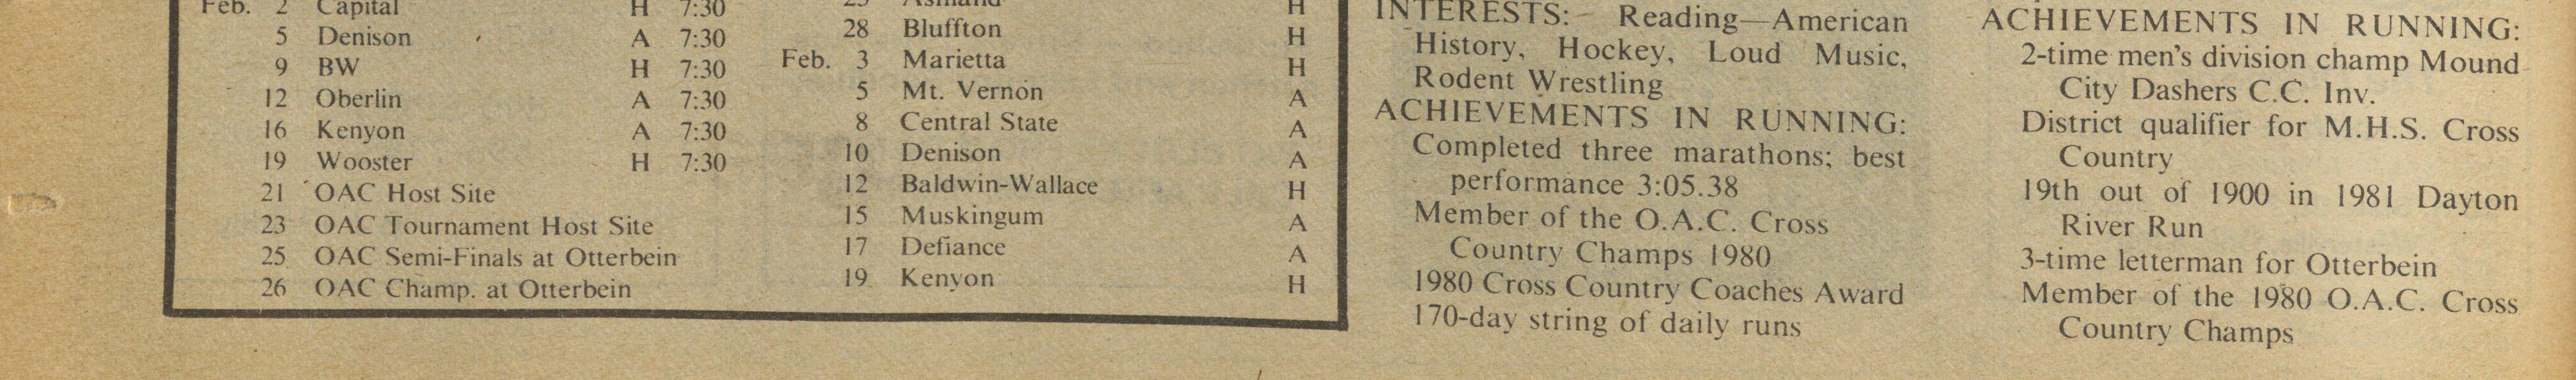 Feb. 2 Capital H 7:30
5 Denison A 7:30
9 BW H 7:30
12 Oberlin A 7:30
16 Kenyon A 7:30
19 Wooster H 7:30
21 OAC Host Site
23 OAC Tournament Host Site
25 OAC Semi-Finals at Otterbein
26 OAC Champ. at Otterbein
Ashland H
28 Bluffton H
Feb. 3 Marietta H
5 Mt. Vernon A
8 Central State A
10 Denison A
12 Baldwin-Wallace H
15 Muskingum A
17 Defiance A
19 Kenyon H
INTERESTS: Reading—American
History, Hockey, Loud Music,
Rodent Wrestling
ACHIEVEMENTS IN RUNNING:
Completed three marathons; best
performance 3:05.38
Member of the O.A.C. Cross
Country Champs 1980
1980 Cross Country Coaches Award
170-day string of daily runs
ACHIEVEMENTS IN RUNNING:
2-time men's division champ Mound
City Dashers C.C. Inv.
District qualifier for M.H.S. Cross
Country
19th out of 1900 in 1981 Dayton
River Run
3-time letterman for Otterbein
Member of the 1980 O.A.C. Cross
Country Champs